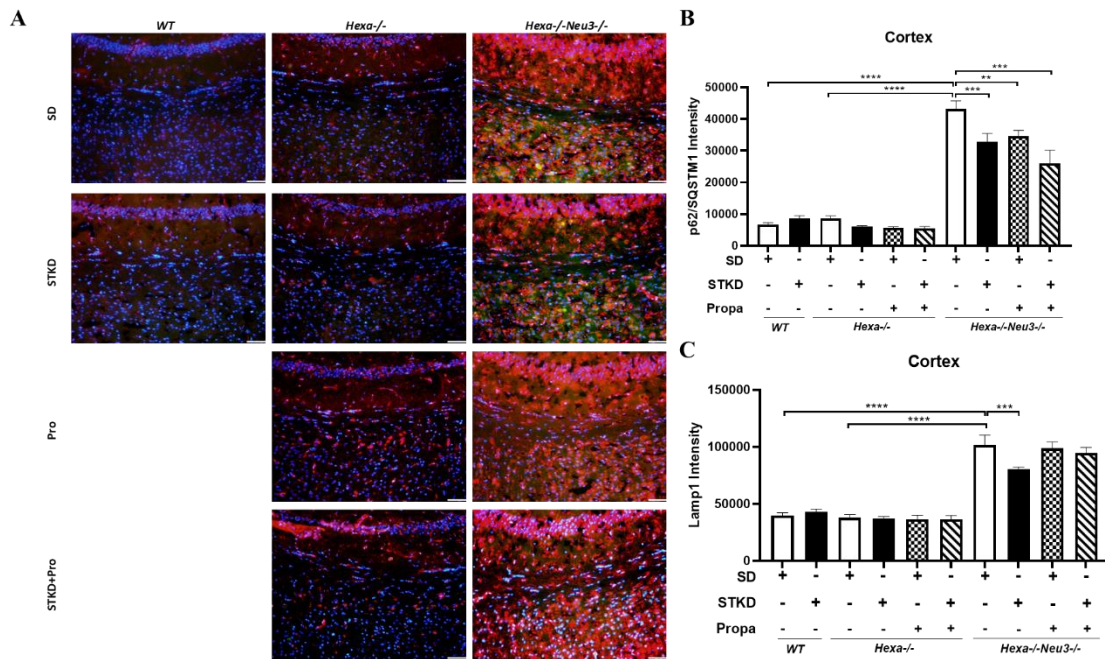 A
WT
Hexa-/-
Hexa-/-Neu3-/-
SD
STKD
Pro
STKD+Pro
B
Cortex
p62/SQSTM1 Intensity
50000
40000
30000
20000
10000
0
****
****
***
**
***
SD + - + - + - + - + -
STKD - + - + - + - + - +
Propa - - - - + + - - + +
WT Hexa-/- Hexa-/-Neu3-/-
C
Cortex
Lamp1 Intensity
150000
100000
50000
0
****
****
***
SD + - + - + - + - + -
STKD - + - + - + - + - +
Propa - - - - + + - - + +
WT Hexa-/- Hexa-/-Neu3-/-